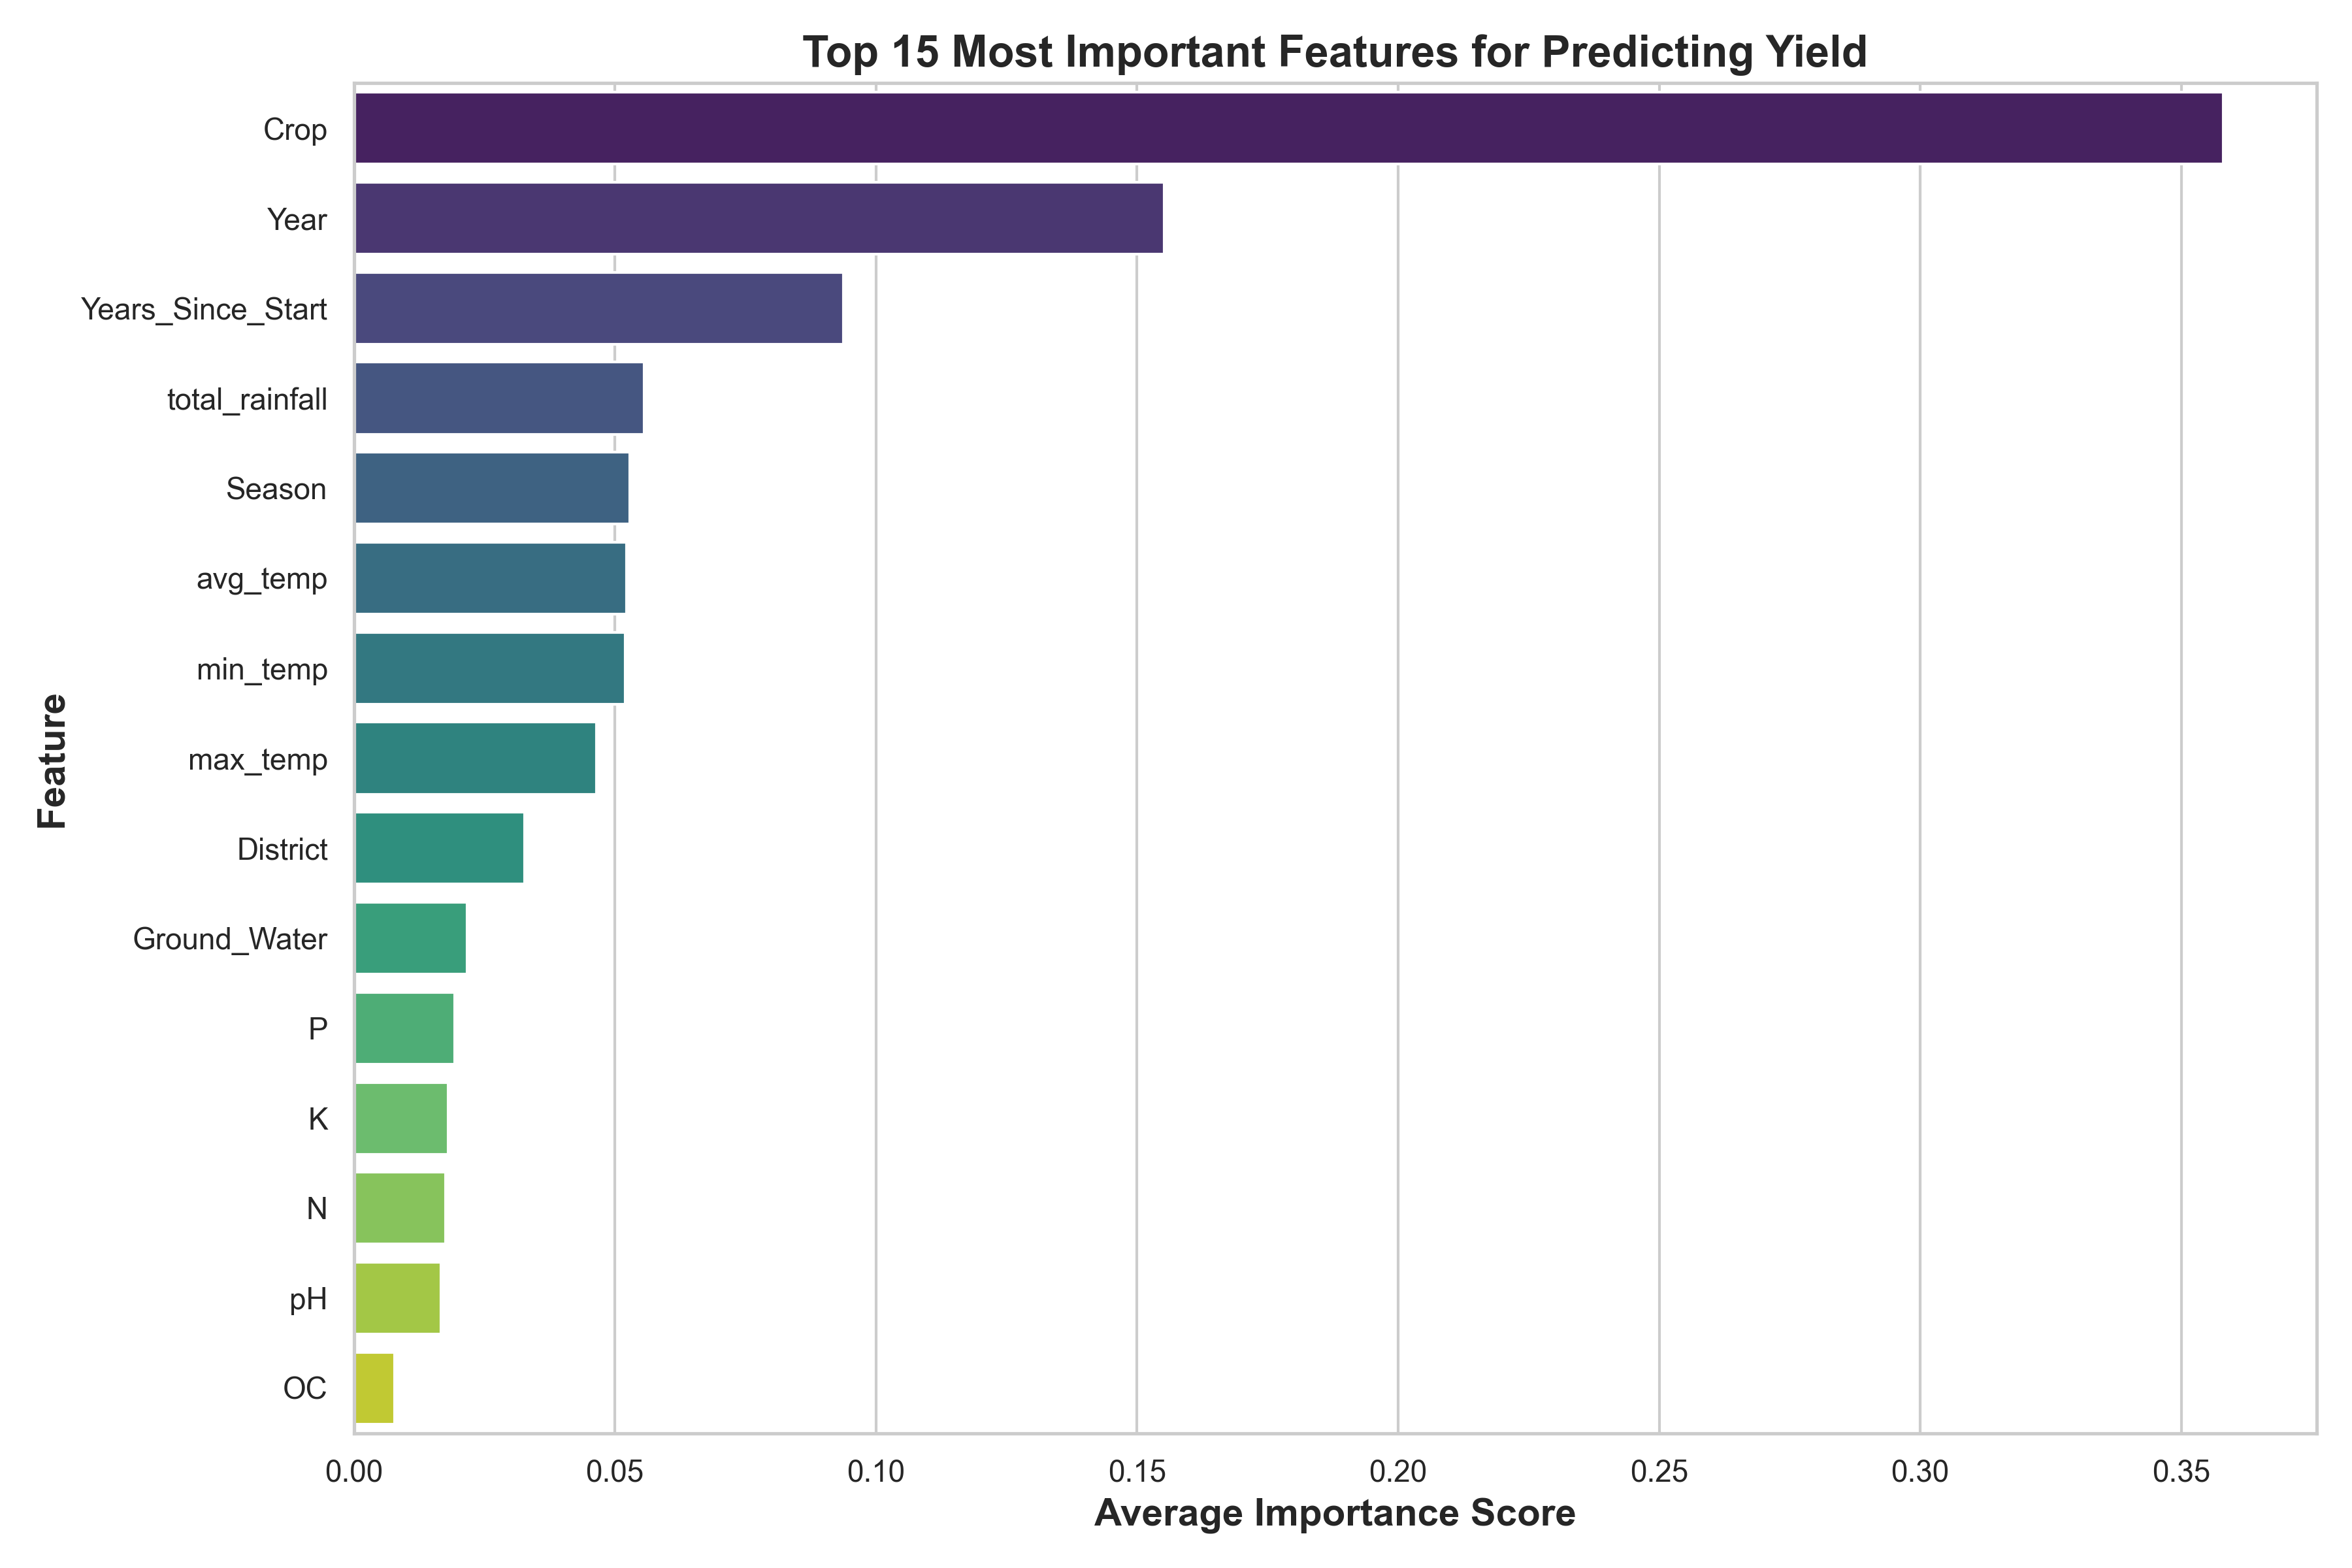 Top 15 Most Important Features for Predicting Yield
Crop
Year
Years_Since_Start
total_rainfall
Season
avg_temp
min_temp
max_temp
District
Ground_Water
P
K
N
pH
OC
Feature
0.00 0.05 0.10 0.15 0.20 0.25 0.30 0.35
Average Importance Score